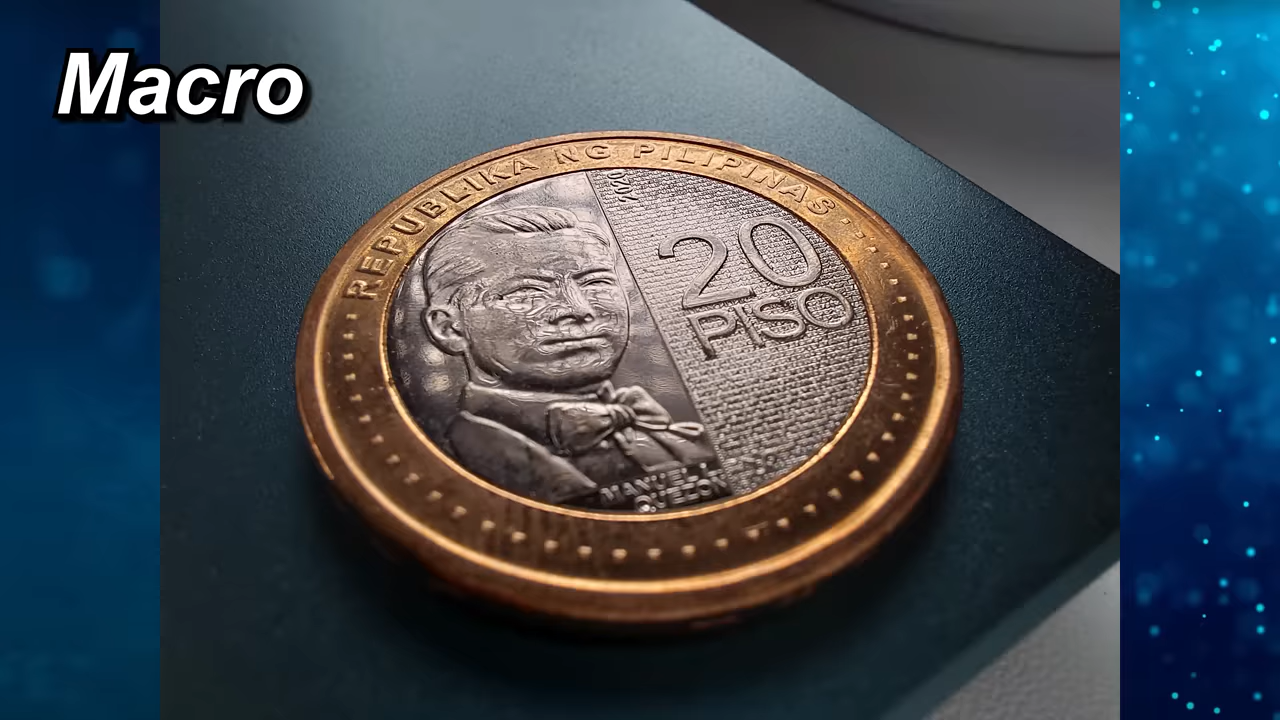 Macro
REPUBLIKA NG PILIPINAS
2020
20
PISO
MANUEL L.
QUEZON